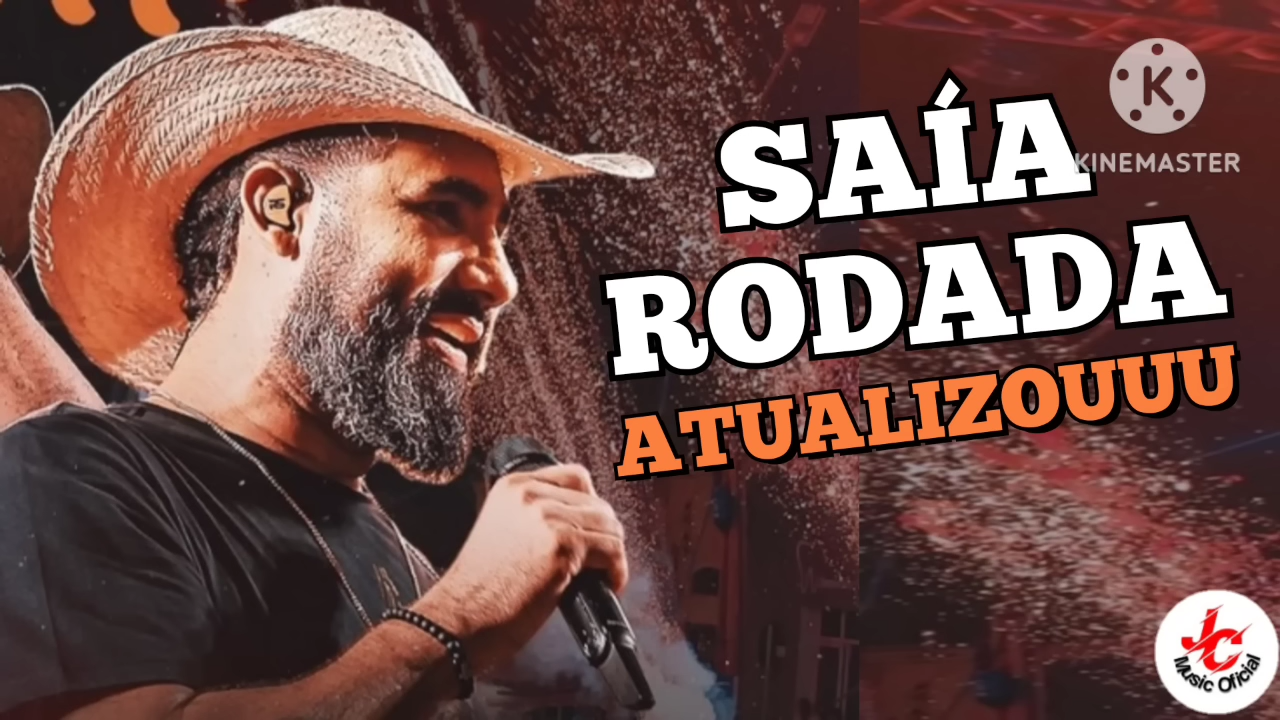 SAÍA
RODADA
ATUALIZOUUU
K
KINEMASTER
JC
Music Oficial